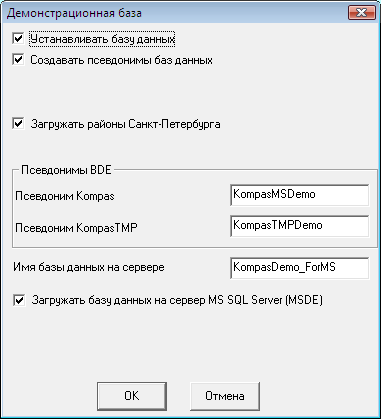 Демонстрационная база
Устанавливать базу данных
Создавать псевдонимы баз данных
Загружать районы Санкт-Петербурга
Псевдонимы BDE
Псевдоним Kompas KompasMSDemo
Псевдоним KompasTMP KompasTMPDemo
Имя базы данных на сервере KompasDemo_ForMS
Загружать базу данных на сервер MS SQL Server (MSDE)
OK Отмена